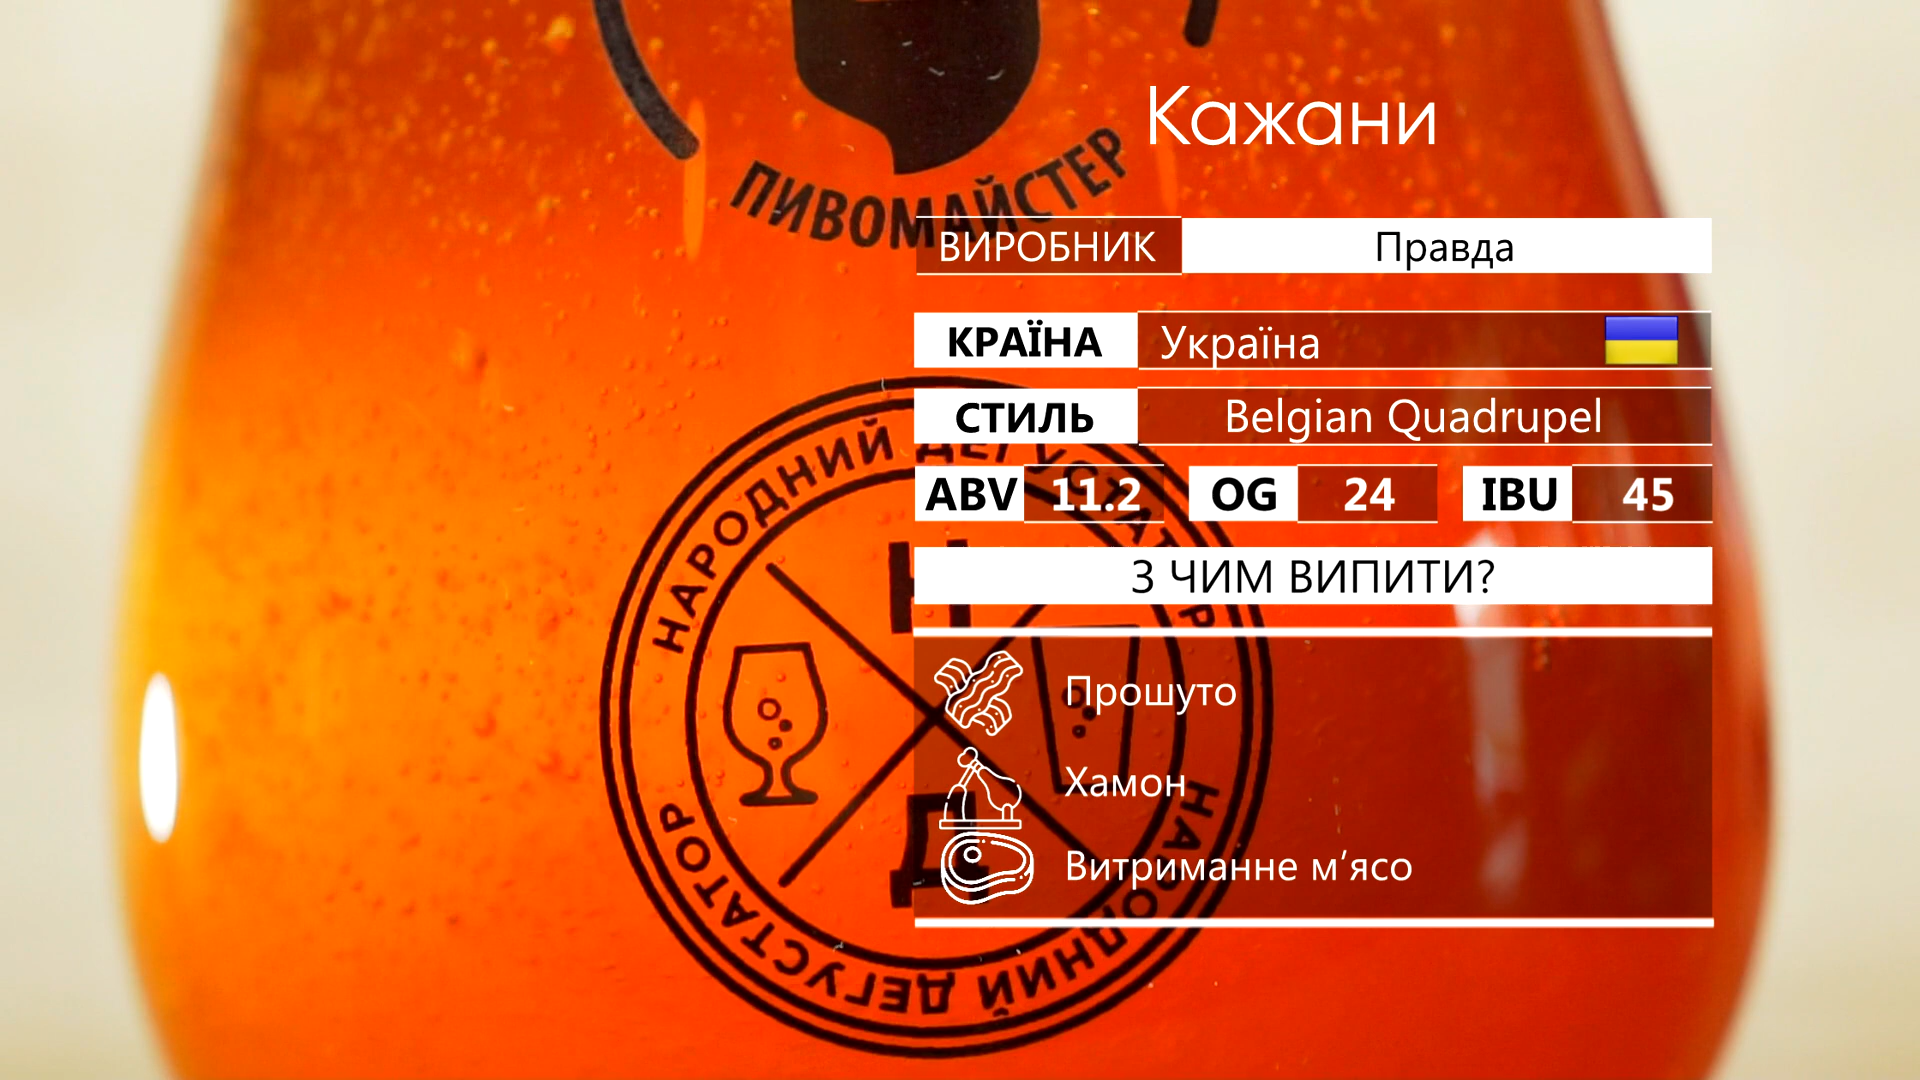 ПИВОМАЙСТЕР
Кажани
ВИРОБНИК Правда
КРАЇНА Україна
СТИЛЬ Belgian Quadrupel
ABV 11.2 OG 24 IBU 45
З ЧИМ ВИПИТИ?
Прошуто
Хамон
Витриманне м’ясо
НАРОДНИЙ ДЕГУСТАТОР
Н
Д
НАРОДНИЙ ДЕГУСТАТОР